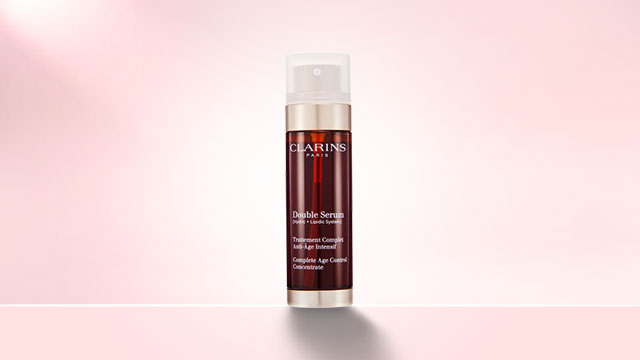 CLARINS
PARIS
Double Serum
[Hydric + Lipidic System]
Traitement Complet
Anti-Âge Intensif
Complete Age Control
Concentrate